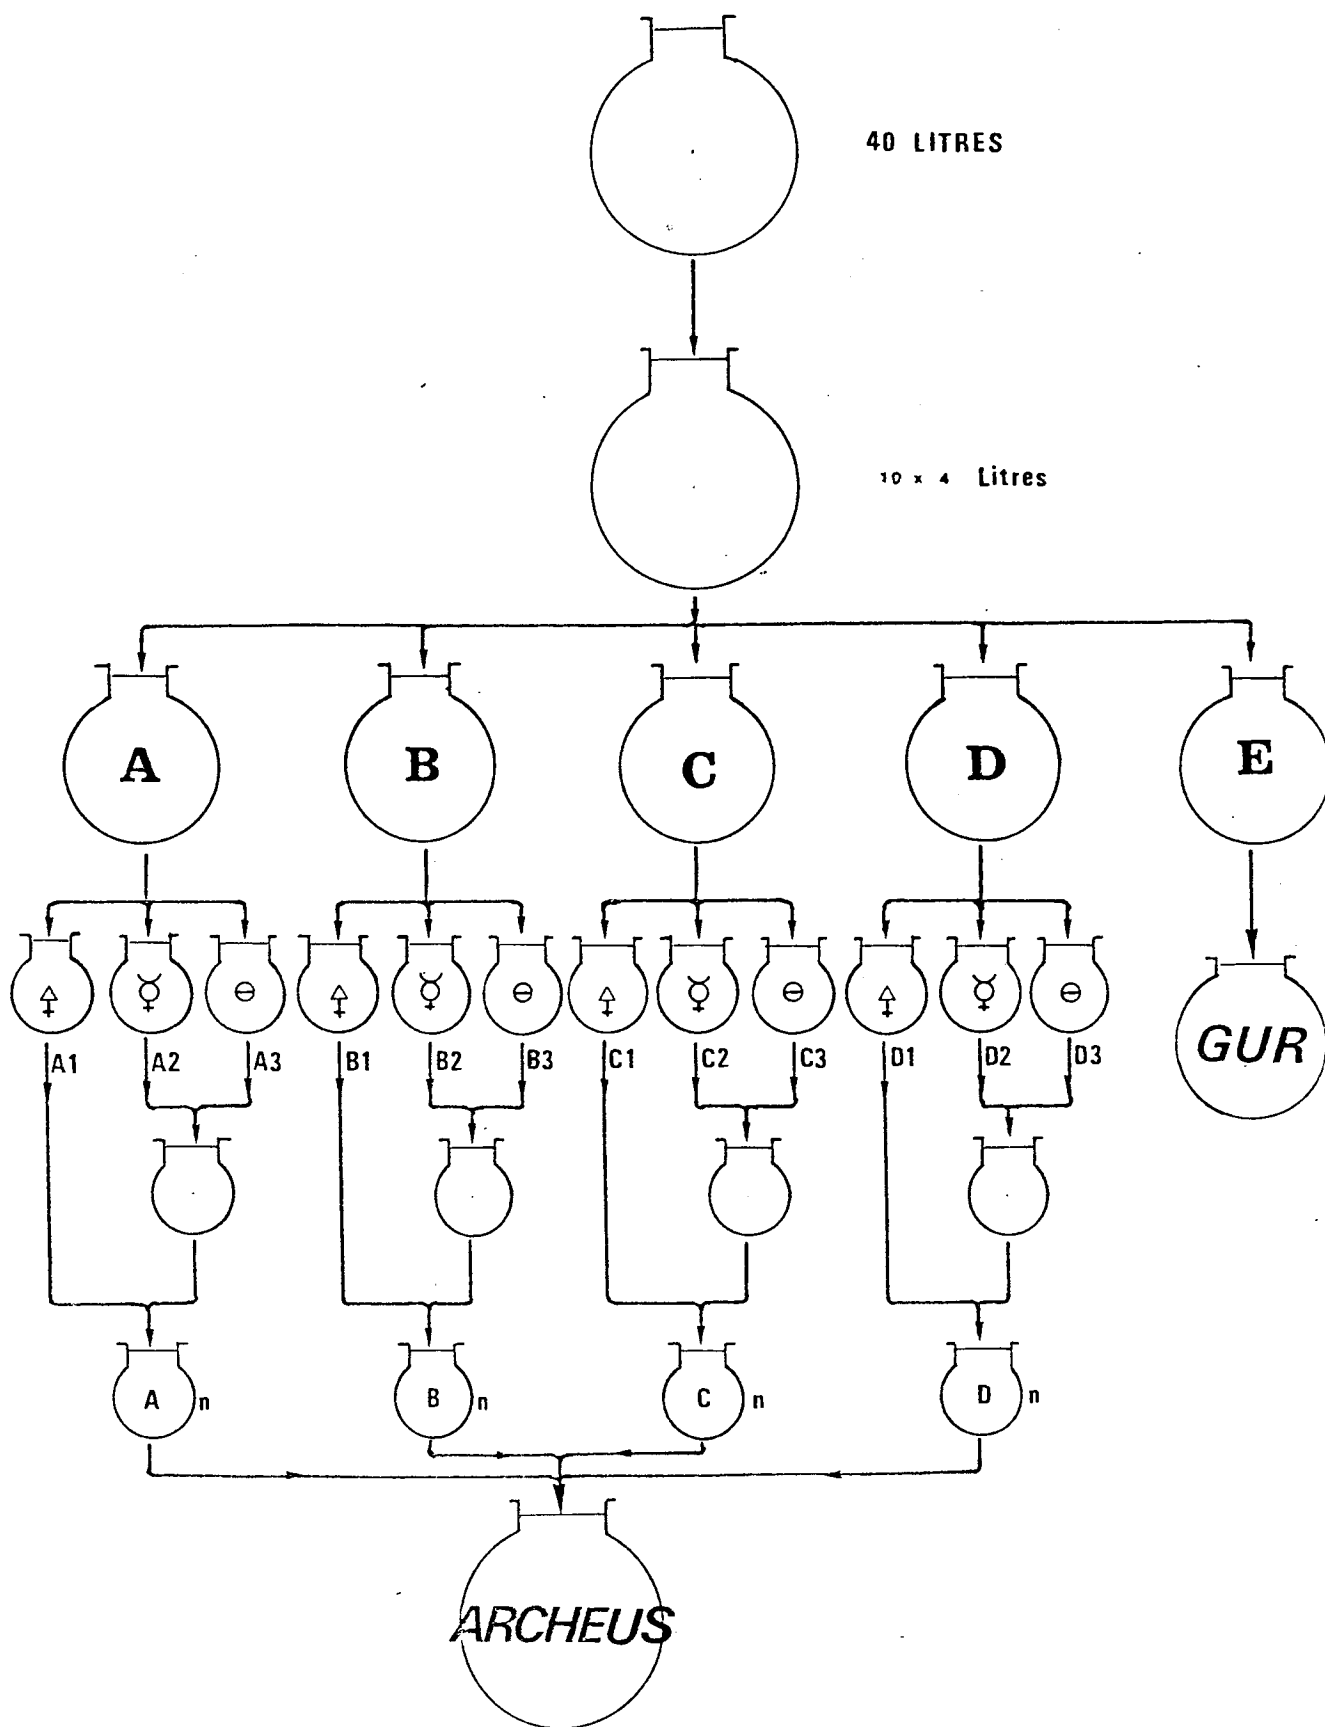 40 LITRES
10 x 4 Litres
A B C D E
A1 A2 A3 B1 B2 B3 C1 C2 C3 D1 D2 D3
GUR
A n B n C n D n
ARCHEUS